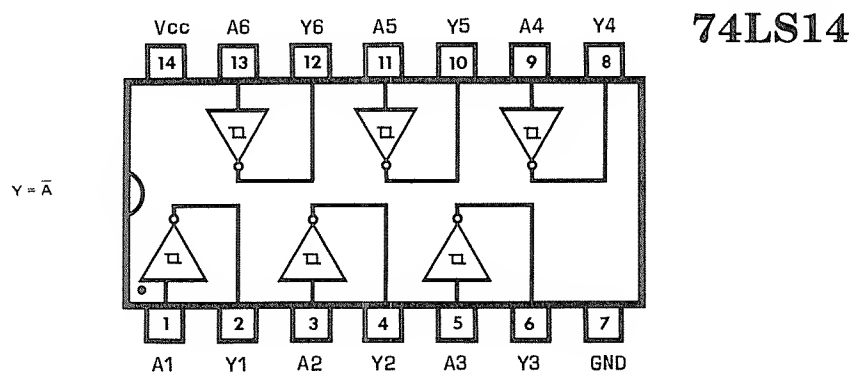 74LS14
Vcc A6 Y6 A5 Y5 A4 Y4
14 13 12 11 10 9 8
Y = A̅
1 2 3 4 5 6 7
A1 Y1 A2 Y2 A3 Y3 GND